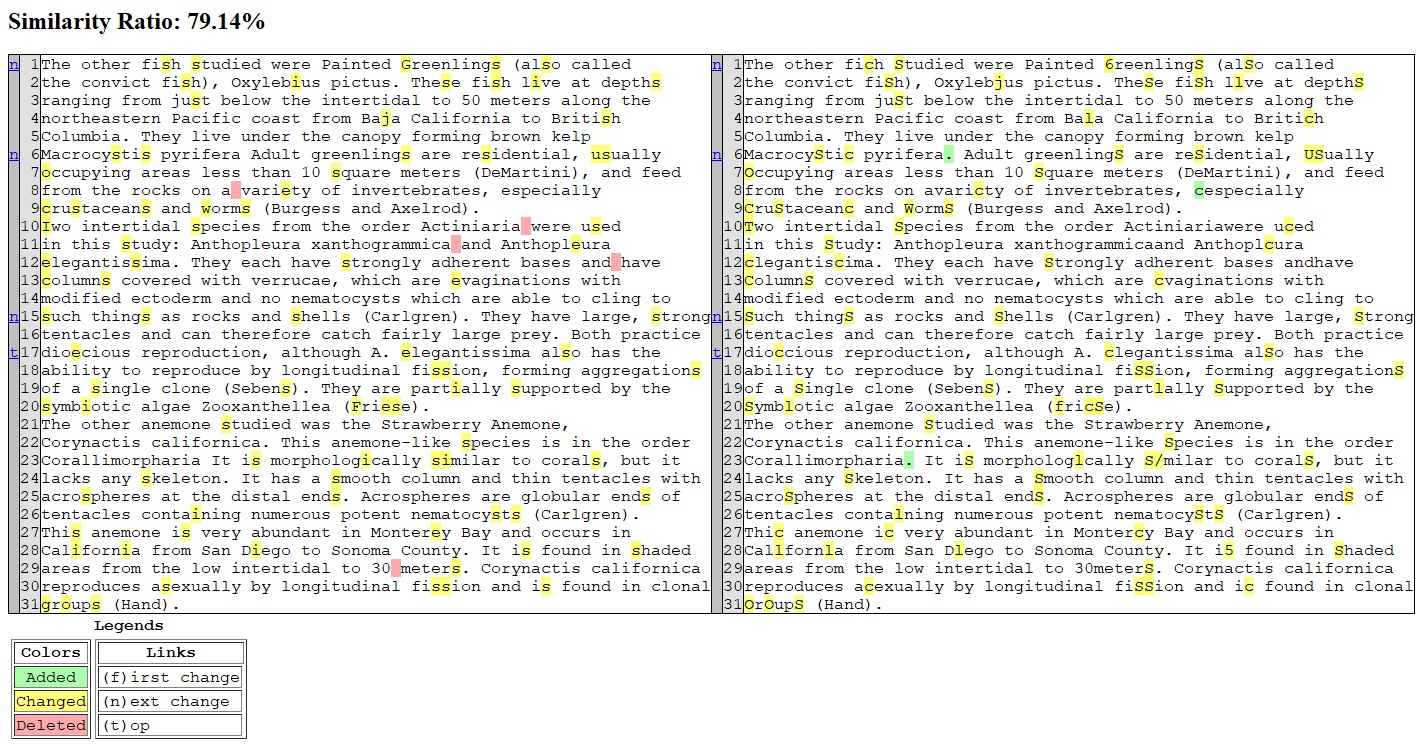 Similarity Ratio: 79.14%
n 1 The other fish studied were Painted Greenlings (also called
2 the convict fish), Oxylebius pictus. These fish live at depths
3 ranging from just below the intertidal to 50 meters along the
4 northeastern Pacific coast from Baja California to British
5 Columbia. They live under the canopy forming brown kelp
n 6 Macrocystis pyrifera Adult greenlings are residential, usually
7 occupying areas less than 10 square meters (DeMartini), and feed
8 from the rocks on a variety of invertebrates, especially
9 crustaceans and worms (Burgess and Axelrod).
10 Two intertidal species from the order Actiniaria were used
11 in this study: Anthopleura xanthogrammica and Anthopleura
12 elegantissima. They each have strongly adherent bases and have
13 columns covered with verrucae, which are evaginations with
14 modified ectoderm and no nematocysts which are able to cling to
n 15 such things as rocks and shells (Carlgren). They have large, strong
16 tentacles and can therefore catch fairly large prey. Both practice
t 17 dioecious reproduction, although A. elegantissima also has the
18 ability to reproduce by longitudinal fission, forming aggregations
19 of a single clone (Sebens). They are partially supported by the
20 symbiotic algae Zooxanthellea (Friese).
21 The other anemone studied was the Strawberry Anemone,
22 Corynactis californica. This anemone-like species is in the order
23 Corallimorpharia It is morphologically similar to corals, but it
24 lacks any skeleton. It has a smooth column and thin tentacles with
25 acrospheres at the distal ends. Acrospheres are globular ends of
26 tentacles containing numerous potent nematocysts (Carlgren).
27 This anemone is very abundant in Monterey Bay and occurs in
28 California from San Diego to Sonoma County. It is found in shaded
29 areas from the low intertidal to 30 meters. Corynactis californica
30 reproduces asexually by longitudinal fission and is found in clonal
31 groups (Hand).
n 1 The other fich Studied were Painted 6reenlingS (alSo called
2 the convict fiSh), Oxylebjus pictus. TheSe fiSh llve at depthS
3 ranging from juSt below the intertidal to 50 meters along the
4 northeastern Pacific coast from Bala California to Britich
5 Columbia. They live under the canopy forming brown kelp
n 6 MacrocyStic pyrifera. Adult greenlingS are reSidential, USually
7 Occupying areas less than 10 Square meters (DeMartini), and feed
8 from the rocks on avaricty of invertebrates, cespecially
9 CruStaceanc and WormS (Burgess and Axelrod).
10 Two intertidal Species from the order Actiniariawere uced
11 in this Study: Anthopleura xanthogrammicaand Anthoplcura
12 clegantiscima. They each have Strongly adherent bases andhave
13 ColumnS covered with verrucae, which are cvaginations with
14 modified ectoderm and no nematocysts which are able to cling to
n 15 Such thingS as rocks and Shells (Carlgren). They have large, Strong
16 tentacles and can therefore catch fairly large prey. Both practice
t 17 dioccious reproduction, although A. clegantissima alSo has the
18 ability to reproduce by longitudinal fiSSion, forming aggregationS
19 of a Single clone (SebenS). They are partlally Supported by the
20 Symblotic algae Zooxanthellea (fricSe).
21 The other anemone Studied was the Strawberry Anemone,
22 Corynactis californica. This anemone-like Species is in the order
23 Corallimorpharia. It iS morphologlcally S/milar to coralS, but it
24 lacks any Skeleton. It has a Smooth column and thin tentacles with
25 acroSpheres at the distal endS. Acrospheres are globular endS of
26 tentacles contalning numerous potent nematocyStS (Carlgren).
27 Thic anemone ic very abundant in Montercy Bay and occurs in
28 Callfornla from San Dlego to Sonoma County. It i5 found in Shaded
29 areas from the low intertidal to 30meterS. Corynactis californica
30 reproduces acexually by longitudinal fiSSion and ic found in clonal
31 OrOupS (Hand).
Legends
Colors
Added
Changed
Deleted
Links
(f)irst change
(n)ext change
(t)op